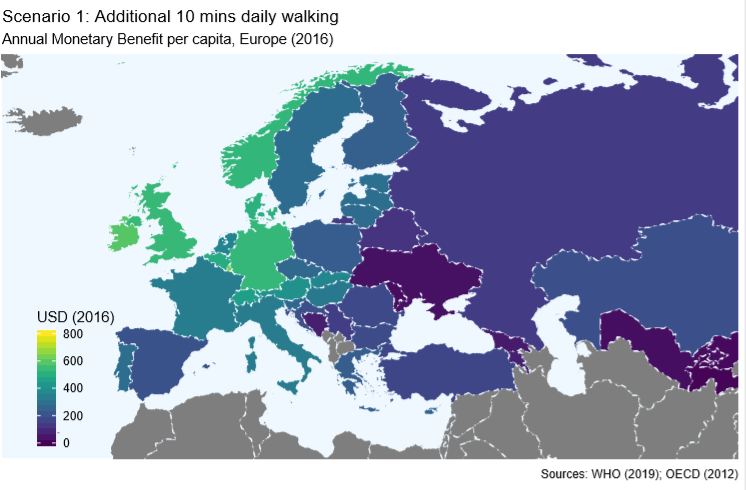 Scenario 1: Additional 10 mins daily walking
Annual Monetary Benefit per capita, Europe (2016)
USD (2016)
800
600
400
200
0
Sources: WHO (2019); OECD (2012)